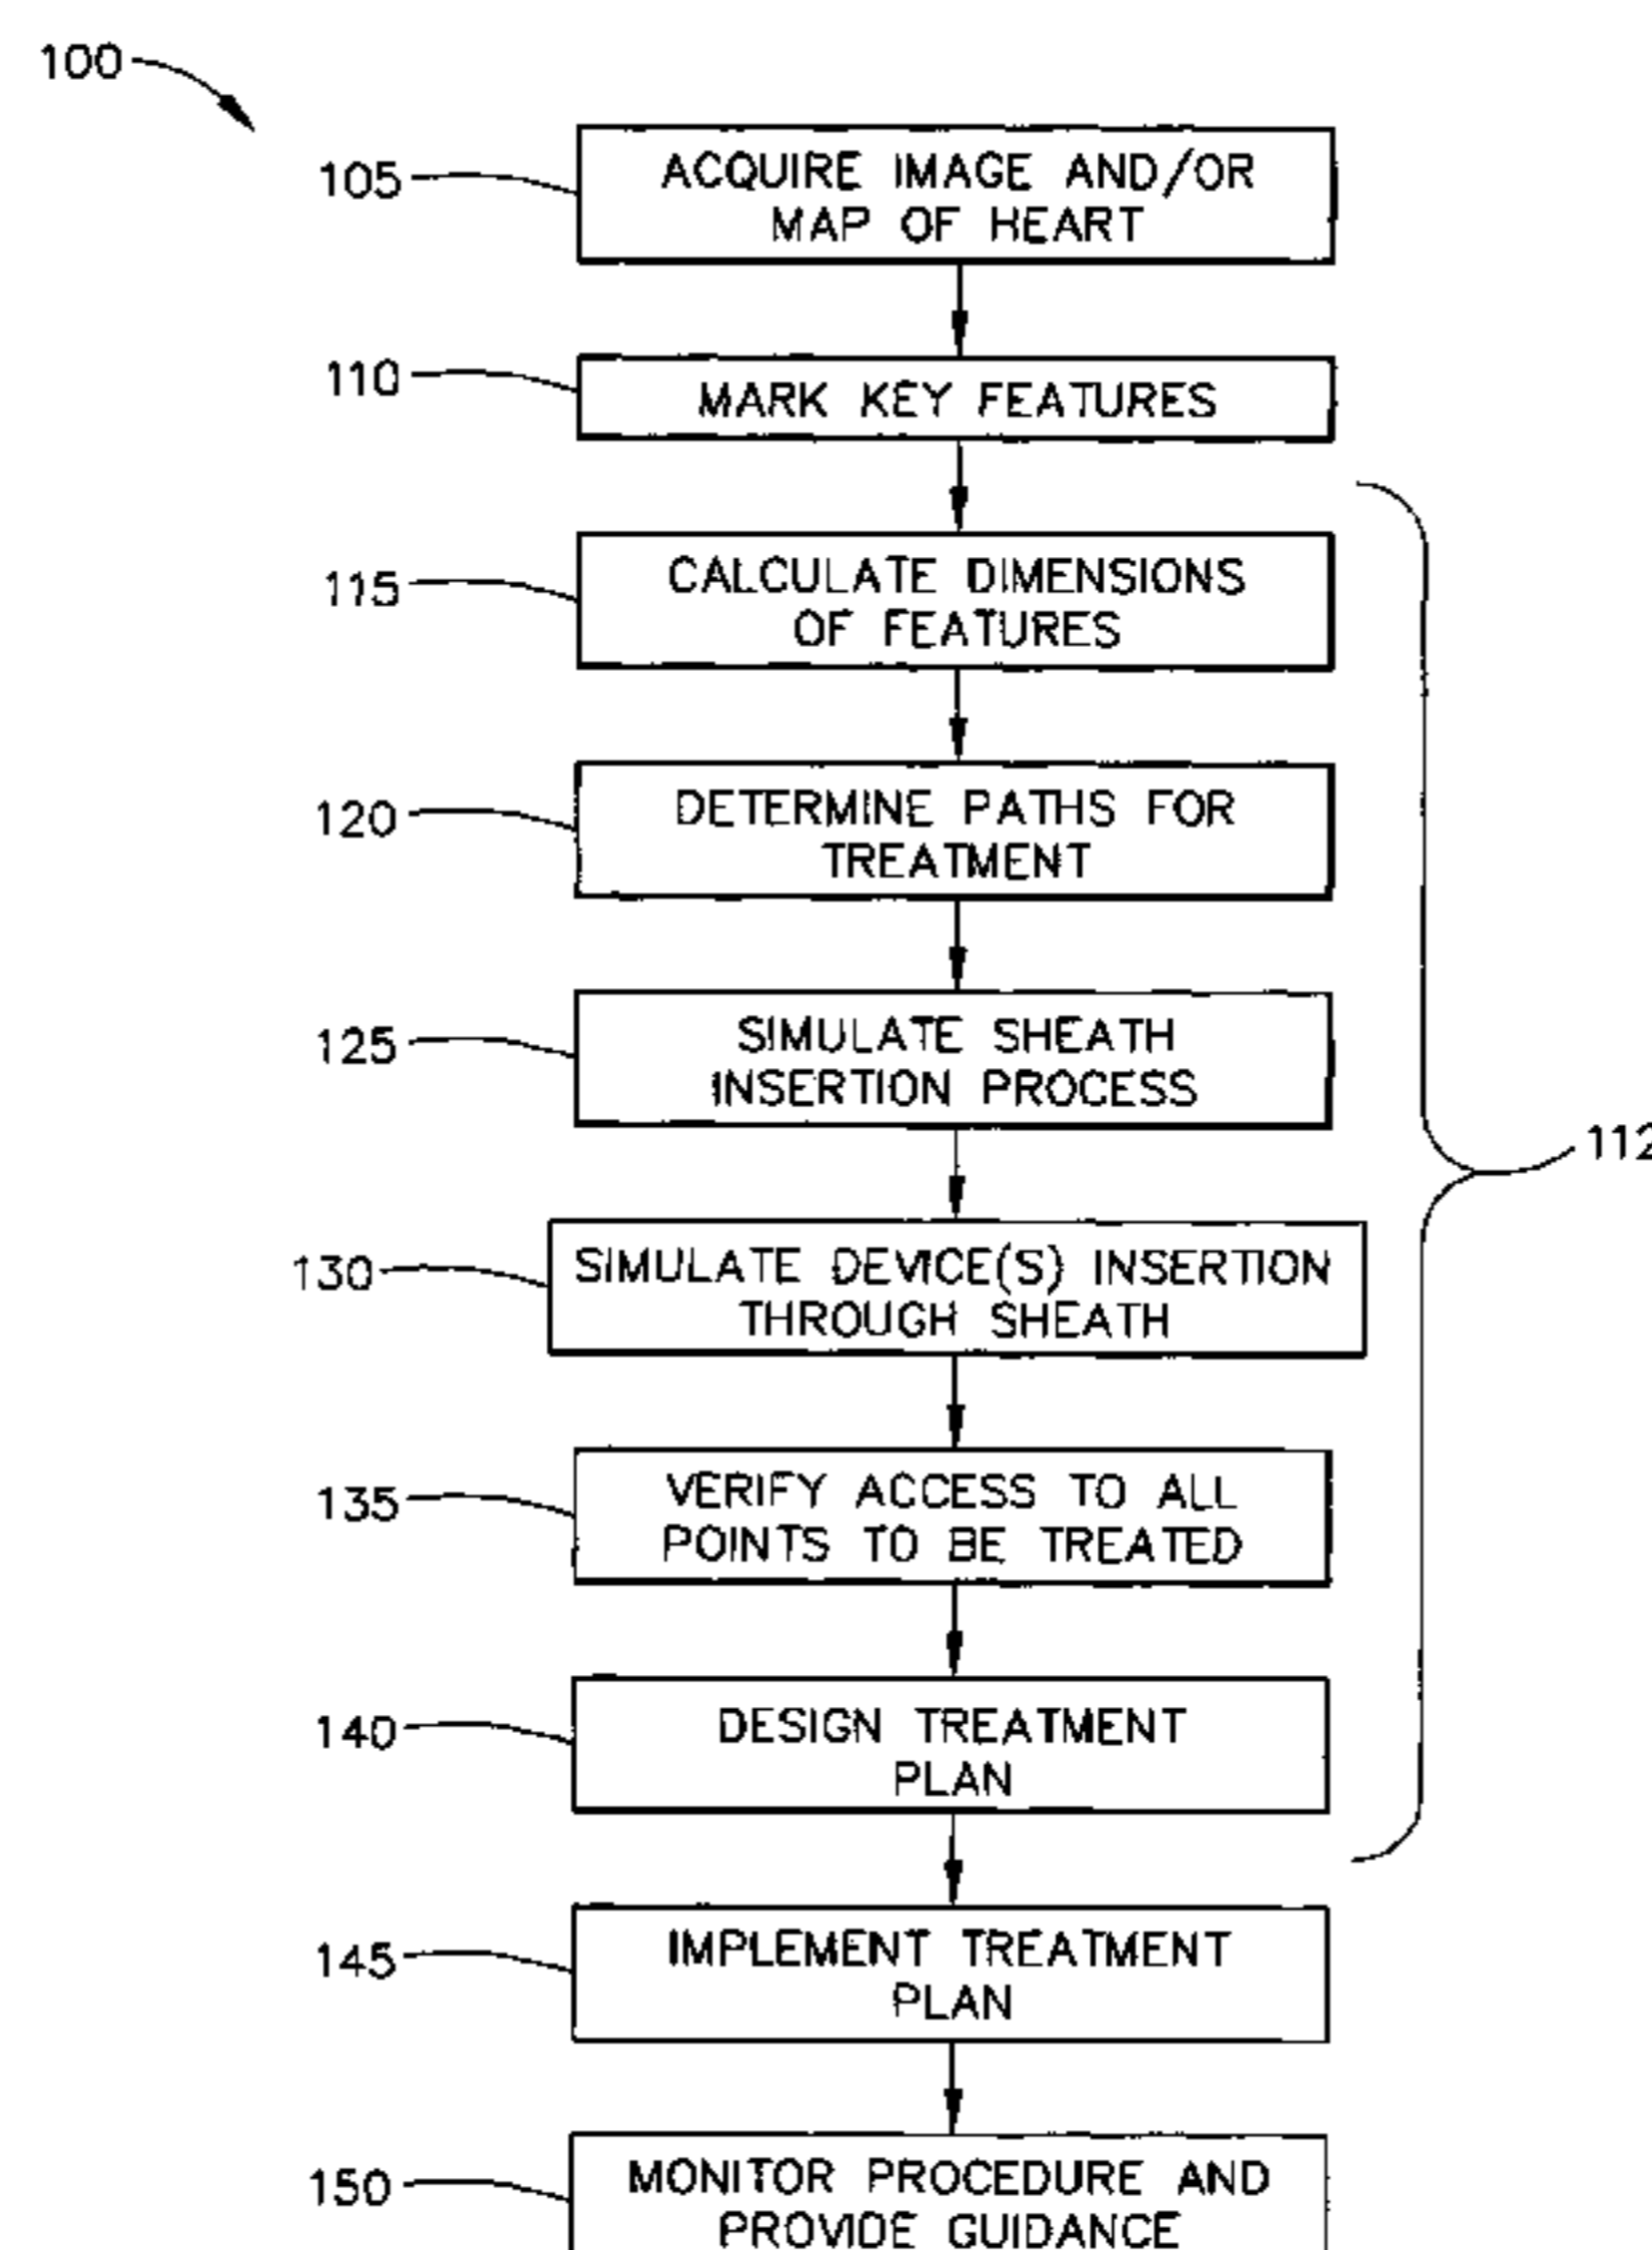 100
105
ACQUIRE IMAGE AND/OR
MAP OF HEART
110
MARK KEY FEATURES
115
CALCULATE DIMENSIONS
OF FEATURES
120
DETERMINE PATHS FOR
TREATMENT
125
SIMULATE SHEATH
INSERTION PROCESS
112
130
SIMULATE DEVICE(S) INSERTION
THROUGH SHEATH
135
VERIFY ACCESS TO ALL
POINTS TO BE TREATED
140
DESIGN TREATMENT
PLAN
145
IMPLEMENT TREATMENT
PLAN
150
MONITOR PROCEDURE AND
PROVIDE GUIDANCE